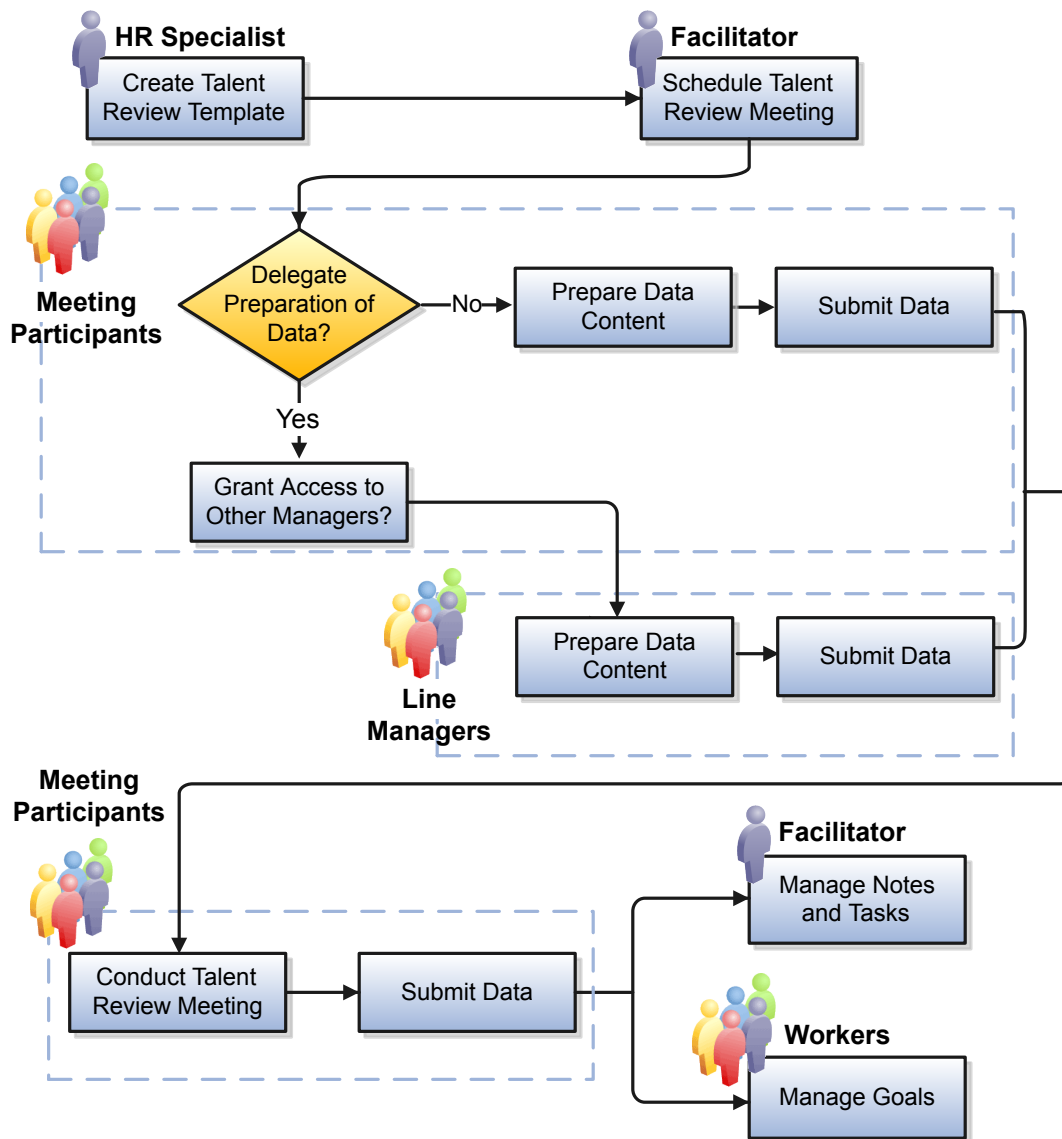 HR Specialist
Create Talent
Review Template
Facilitator
Schedule Talent
Review Meeting
Meeting
Participants
Delegate
Preparation of
Data?
No
Prepare Data
Content
Submit Data
Yes
Grant Access to
Other Managers?
Line
Managers
Prepare Data
Content
Submit Data
Meeting
Participants
Conduct Talent
Review Meeting
Submit Data
Facilitator
Manage Notes
and Tasks
Workers
Manage Goals